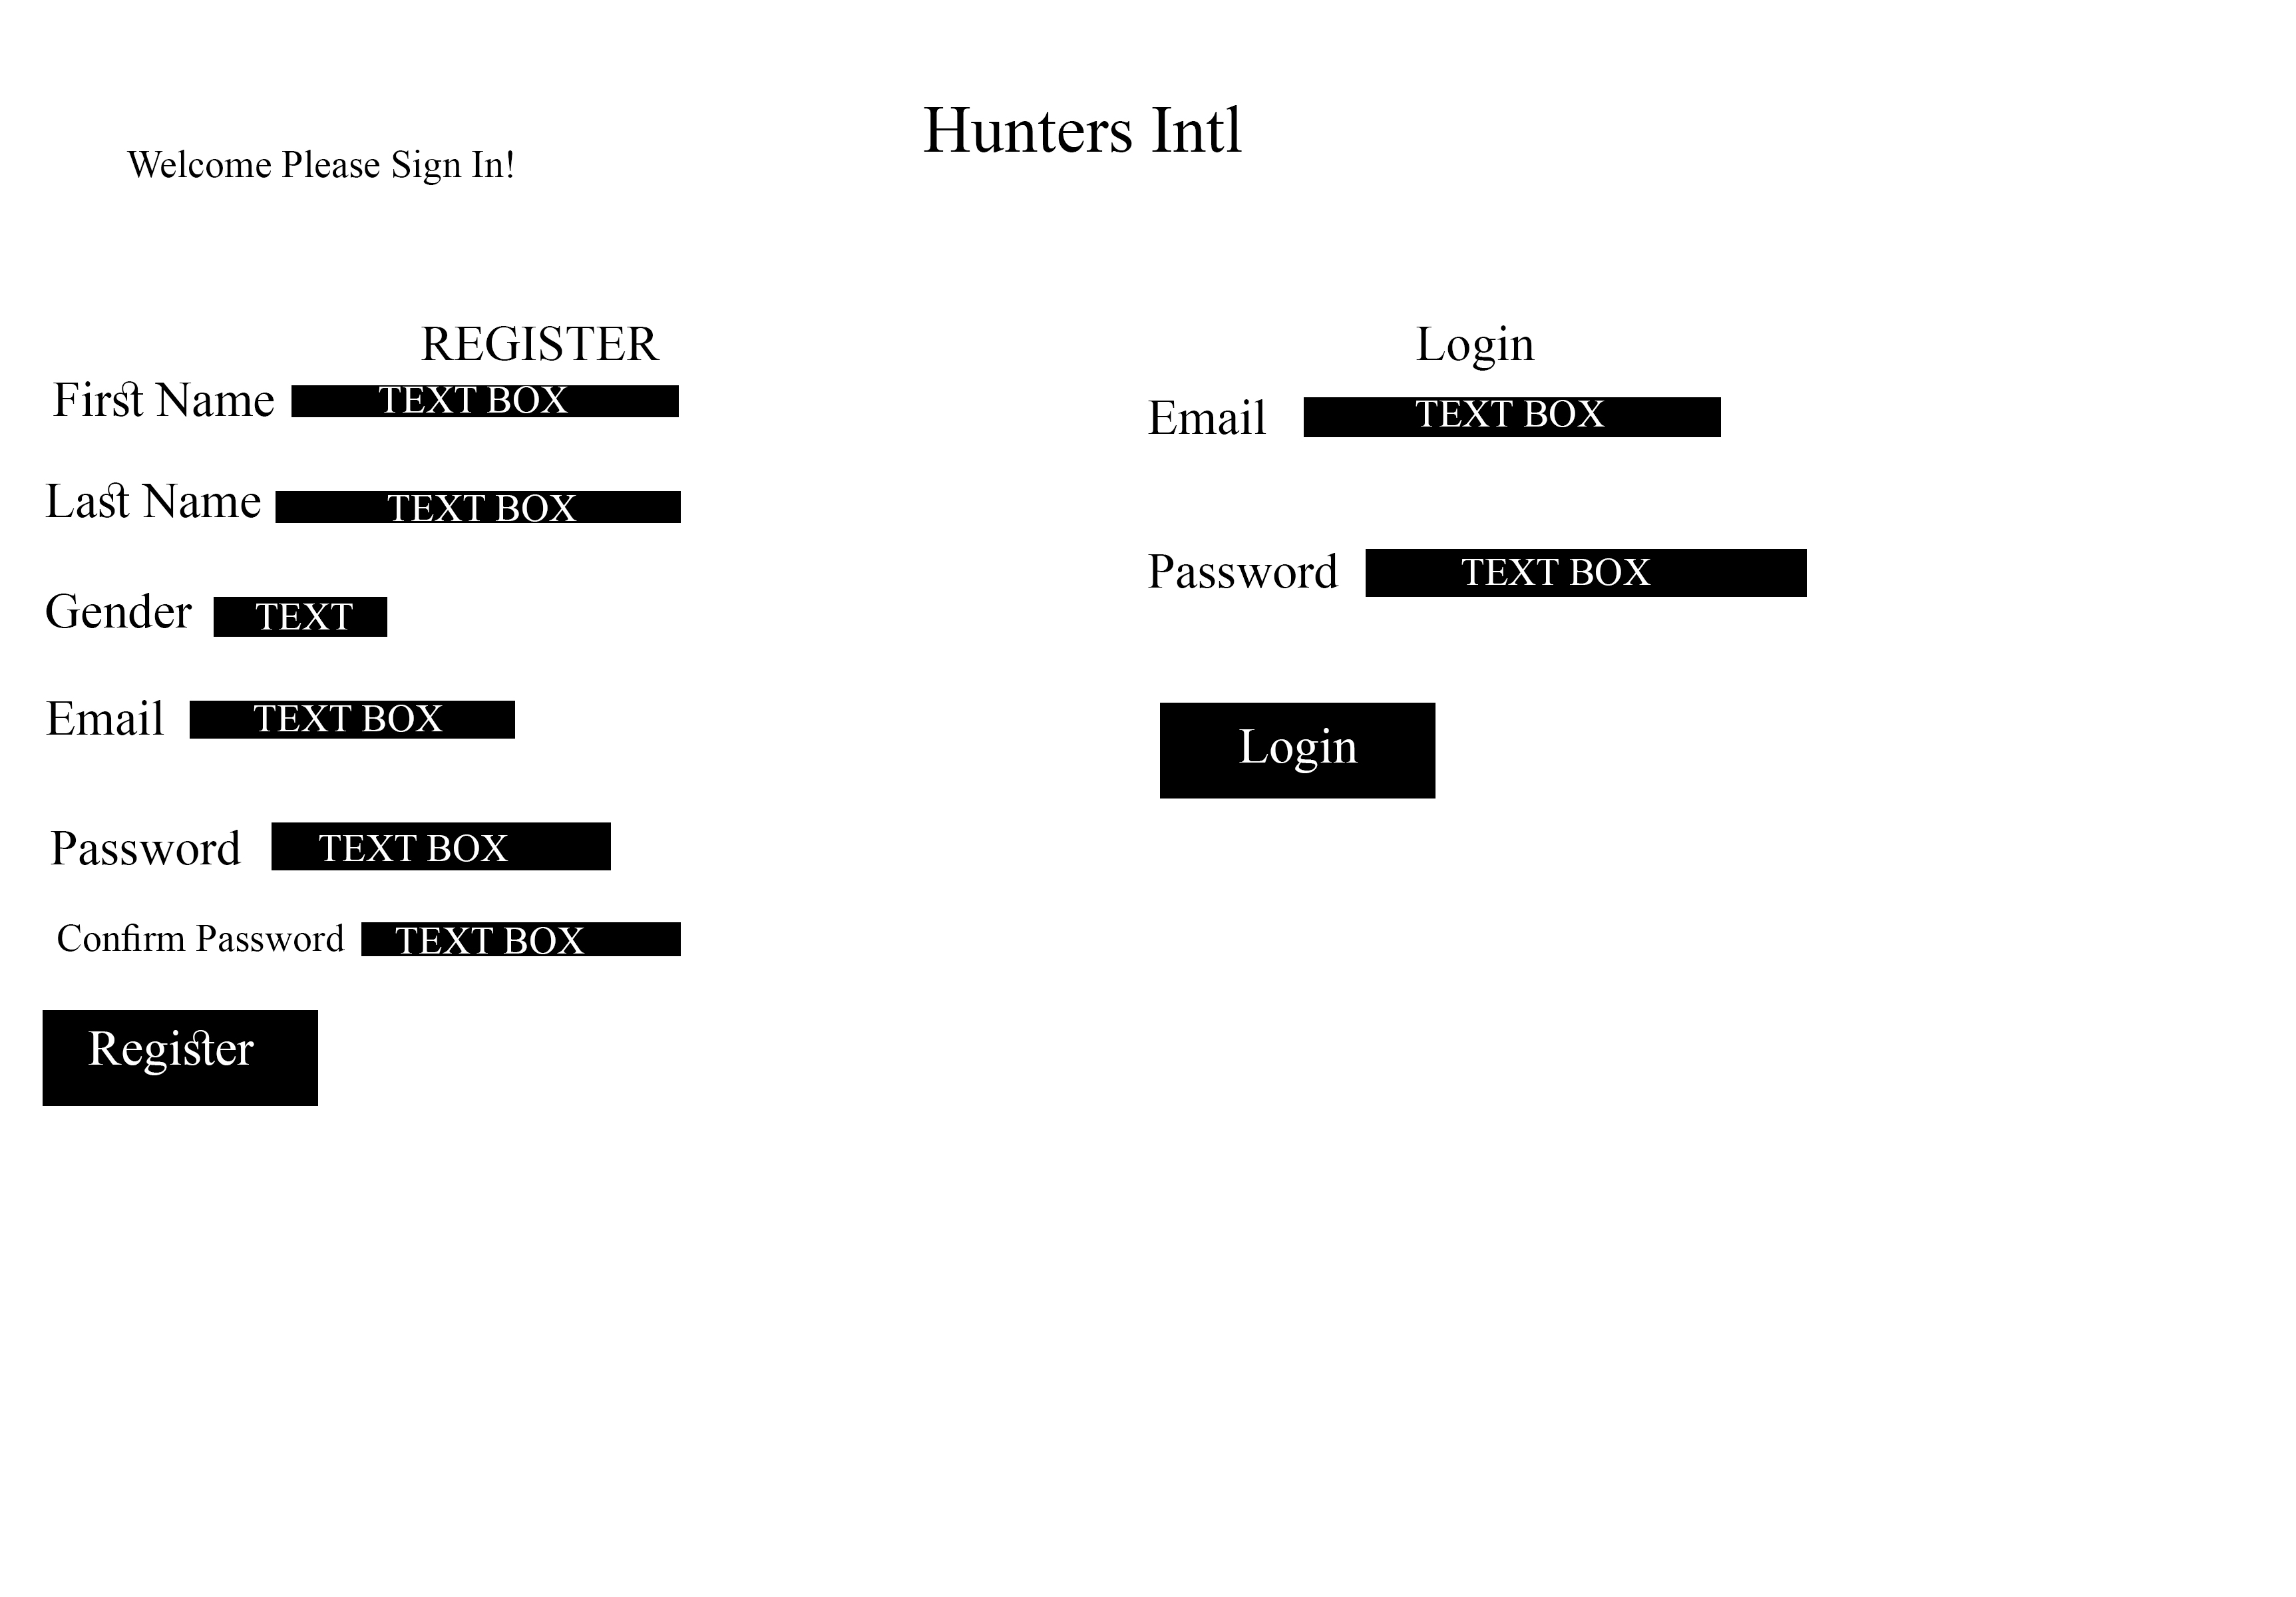 Hunters Intl
Welcome Please Sign In!
REGISTER
First Name TEXT BOX
Last Name TEXT BOX
Gender TEXT
Email TEXT BOX
Password TEXT BOX
Confirm Password TEXT BOX
Register
Login
Email TEXT BOX
Password TEXT BOX
Login